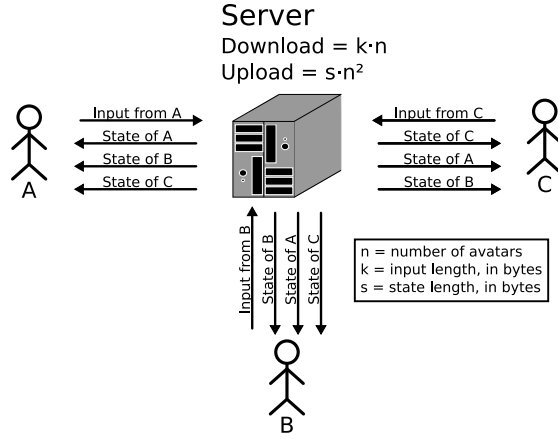 Server
Download = k·n
Upload = s·n²
Input from A
State of A
State of B
State of C
A
Input from C
State of C
State of A
State of B
C
Input from B
State of B
State of A
State of C
B
n = number of avatars
k = input length, in bytes
s = state length, in bytes